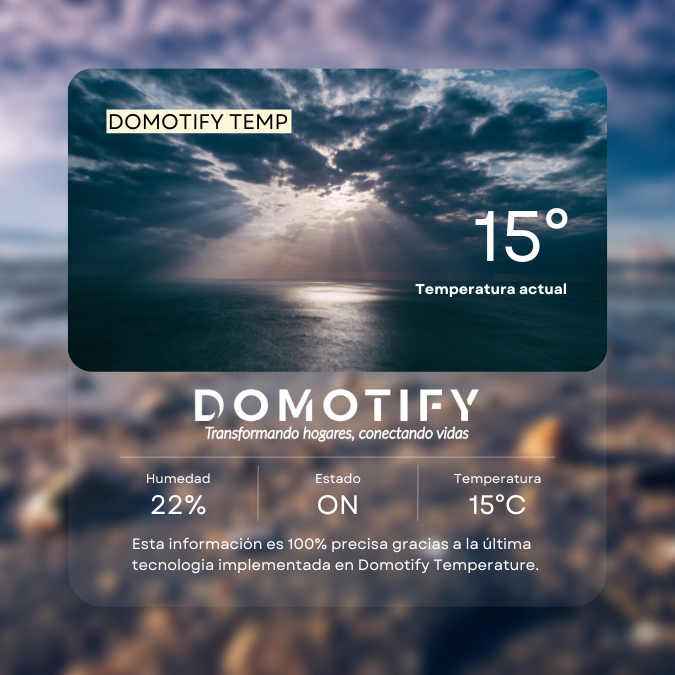 DOMOTIFY TEMP
15°
Temperatura actual
DOMOTIFY
Transformando hogares, conectando vidas
Humedad Estado Temperatura
22% ON 15°C
Esta información es 100% precisa gracias a la última
tecnologia implementada en Domotify Temperature.